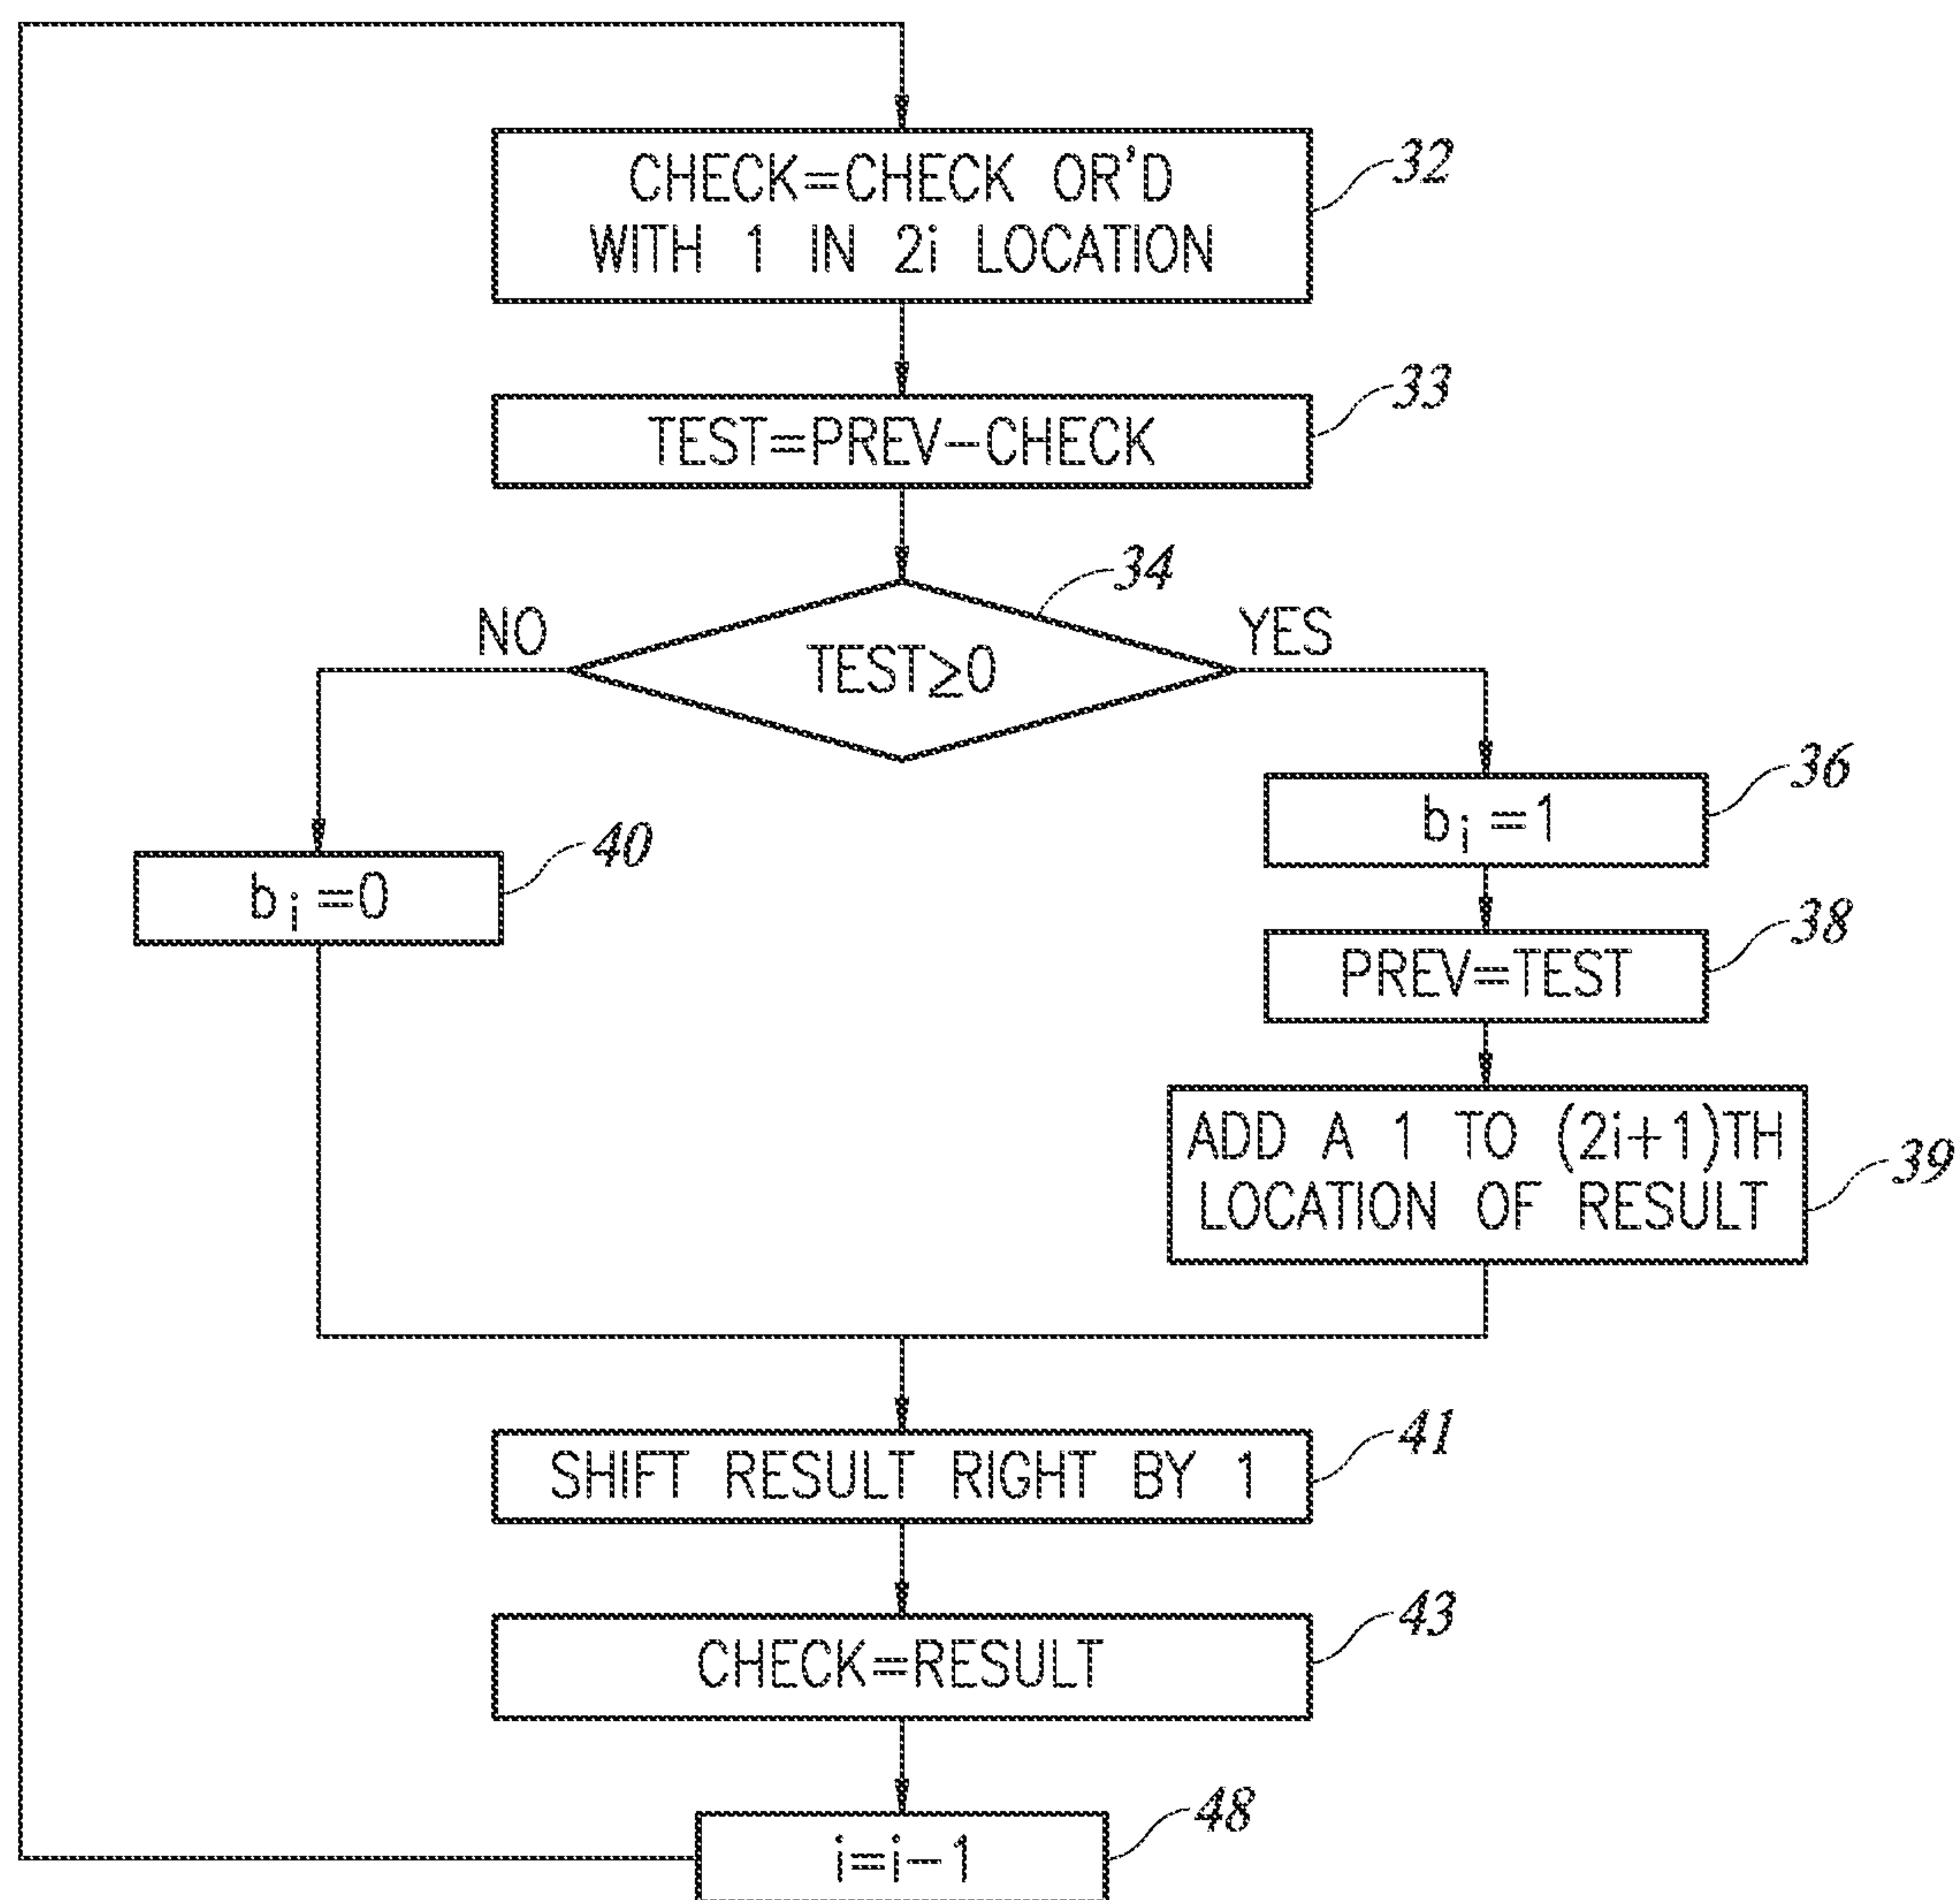 CHECK=CHECK OR'D
WITH 1 IN 2i LOCATION
32
TEST=PREV-CHECK
33
TEST≥0
34
NO
YES
b_i=1
36
b_i=0
40
PREV=TEST
38
ADD A 1 TO (2i+1)TH
LOCATION OF RESULT
39
SHIFT RESULT RIGHT BY 1
41
CHECK=RESULT
43
i=i-1
48